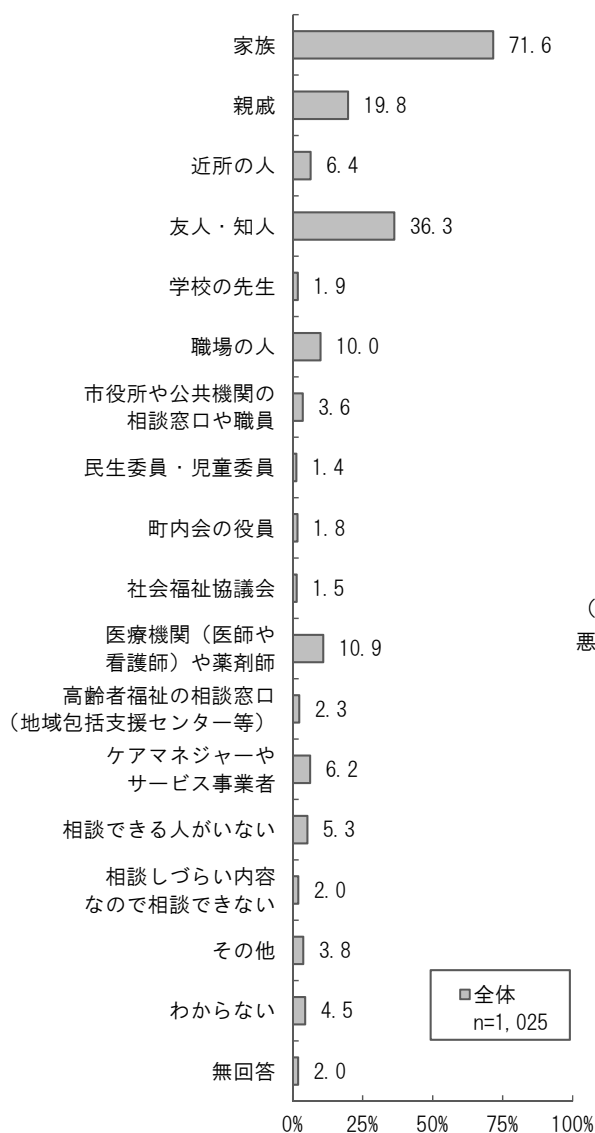 家族 71.6
親戚 19.8
近所の人 6.4
友人・知人 36.3
学校の先生 1.9
職場の人 10.0
市役所や公共機関の
相談窓口や職員 3.6
民生委員・児童委員 1.4
町内会の役員 1.8
社会福祉協議会 1.5
（
悪
医療機関（医師や
看護師）や薬剤師 10.9
高齢者福祉の相談窓口
（地域包括支援センター等） 2.3
ケアマネジャーや
サービス事業者 6.2
相談できる人がいない 5.3
相談しづらい内容
なので相談できない 2.0
その他 3.8
わからない 4.5
無回答 2.0
全体
n=1,025
0% 25% 50% 75% 100%